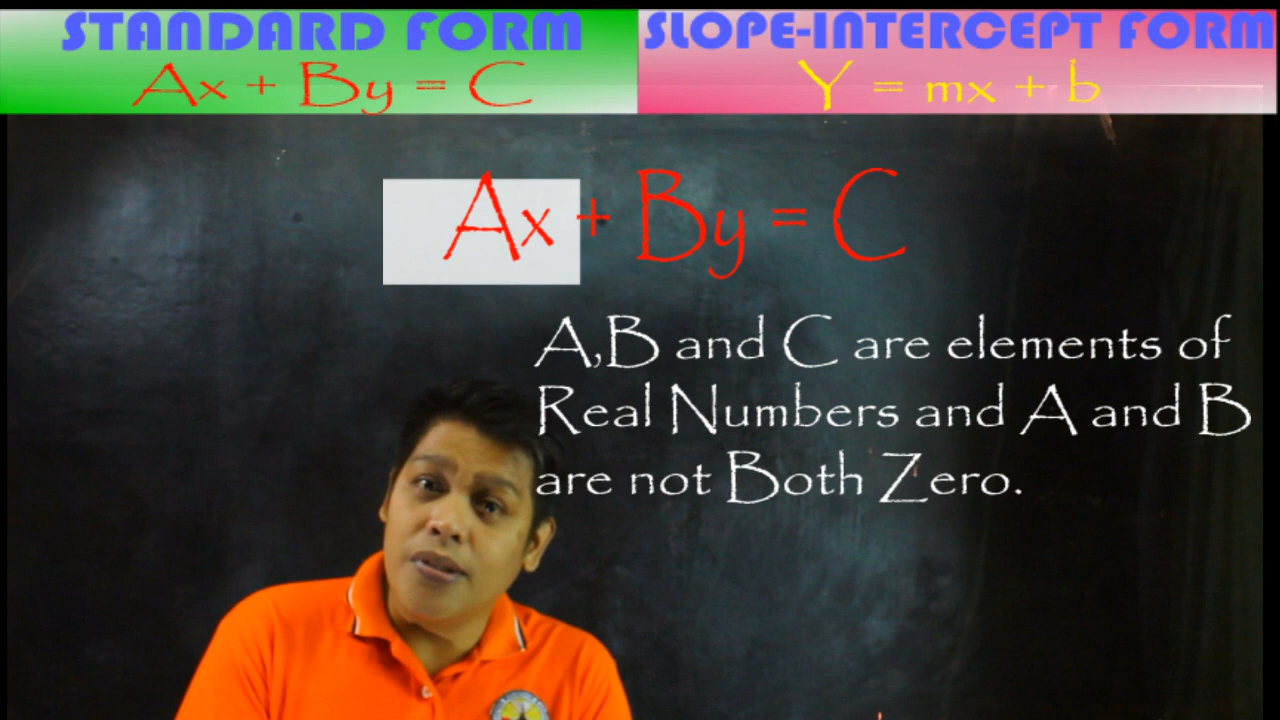 STANDARD FORM
Ax + By = C
SLOPE-INTERCEPT FORM
Y = mx + b
Ax + By = C
A,B and C are elements of
Real Numbers and A and B
are not Both Zero.